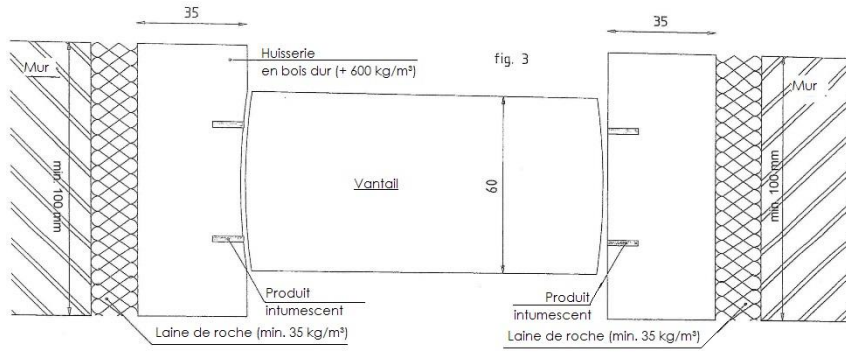 35
35
Huisserie
en bois dur (+ 600 kg/m³)
fig. 3
Mur
Mur
min. 100 mm
Vantail
60
min. 100 mm
Produit
intumescent
Produit
intumescent
Laine de roche (min. 35 kg/m³)
Laine de roche (min. 35 kg/m³)